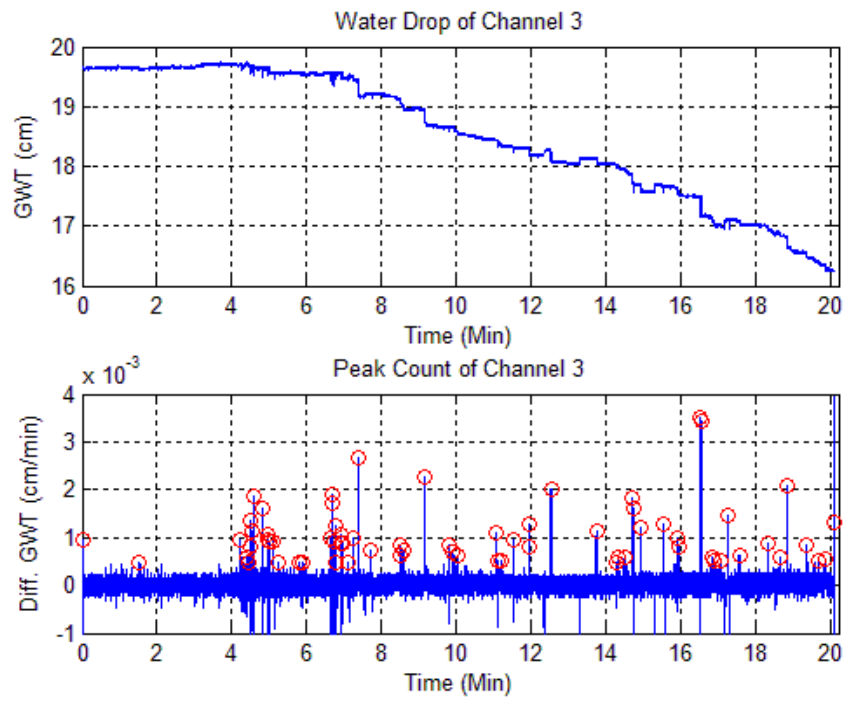 Water Drop of Channel 3
20
19
18
17
16
GWT (cm)
0 2 4 6 8 10 12 14 16 18 20
Time (Min)
Peak Count of Channel 3
x 10^-3
4
3
2
1
0
-1
Diff. GWT (cm/min)
0 2 4 6 8 10 12 14 16 18 20
Time (Min)